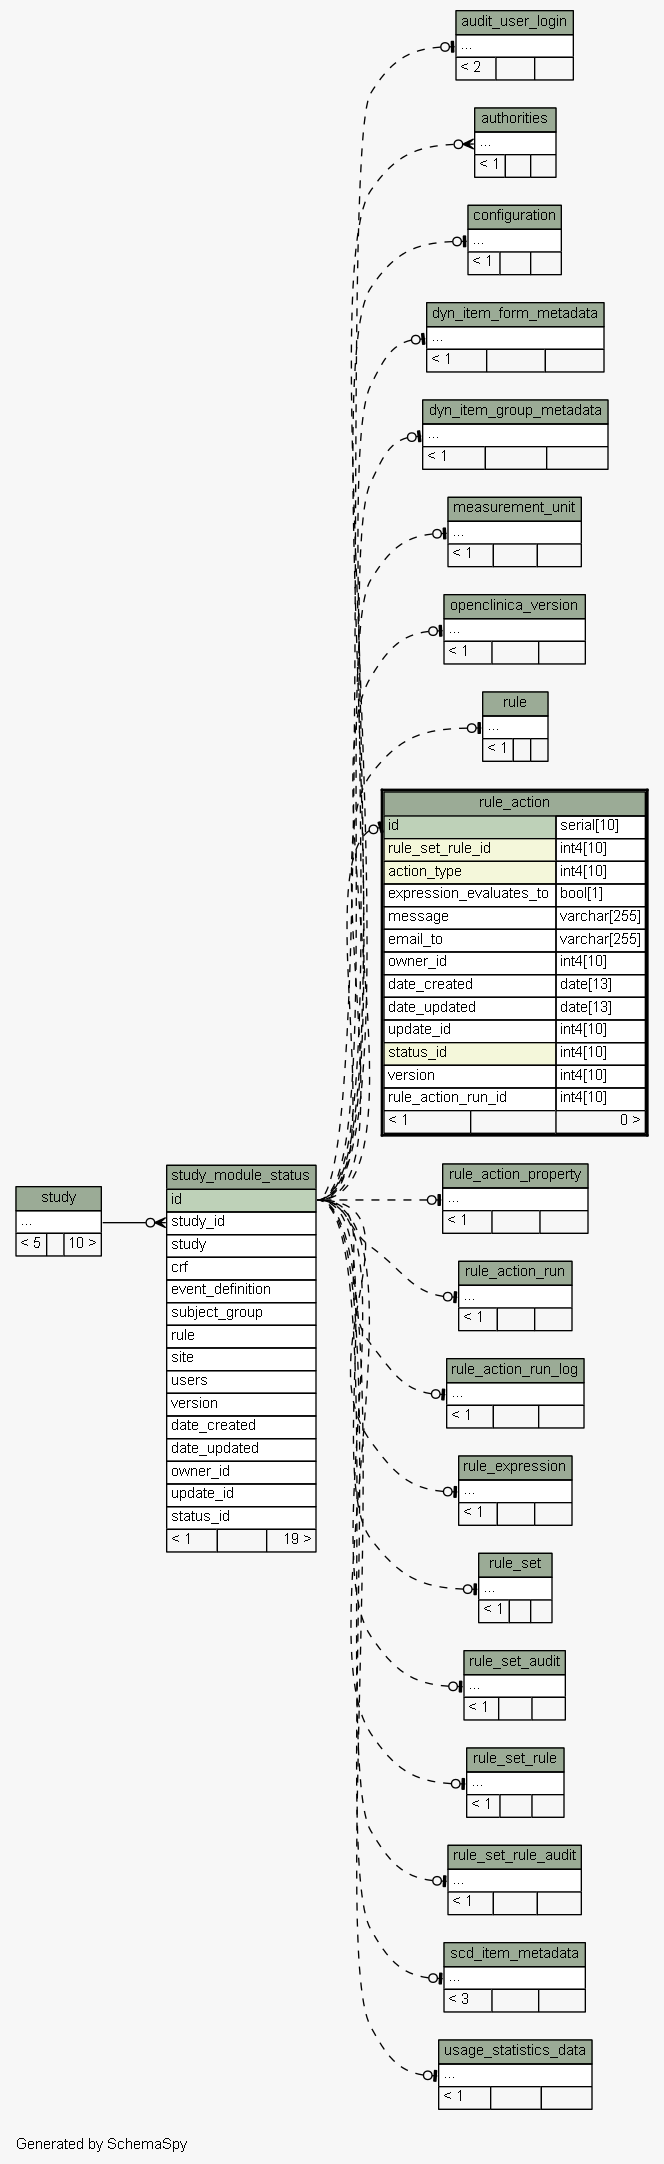 audit_user_login
...
< 2
authorities
...
< 1
configuration
...
< 1
dyn_item_form_metadata
...
< 1
dyn_item_group_metadata
...
< 1
measurement_unit
...
< 1
openclinica_version
...
< 1
rule
...
< 1
rule_action
id serial[10]
rule_set_rule_id int4[10]
action_type int4[10]
expression_evaluates_to bool[1]
message varchar[255]
email_to varchar[255]
owner_id int4[10]
date_created date[13]
date_updated date[13]
update_id int4[10]
status_id int4[10]
version int4[10]
rule_action_run_id int4[10]
< 1 0 >
study
...
< 5 10 >
study_module_status
id
study_id
study
crf
event_definition
subject_group
rule
site
users
version
date_created
date_updated
owner_id
update_id
status_id
< 1 19 >
rule_action_property
...
< 1
rule_action_run
...
< 1
rule_action_run_log
...
< 1
rule_expression
...
< 1
rule_set
...
< 1
rule_set_audit
...
< 1
rule_set_rule
...
< 1
rule_set_rule_audit
...
< 1
scd_item_metadata
...
< 3
usage_statistics_data
...
< 1
Generated by SchemaSpy